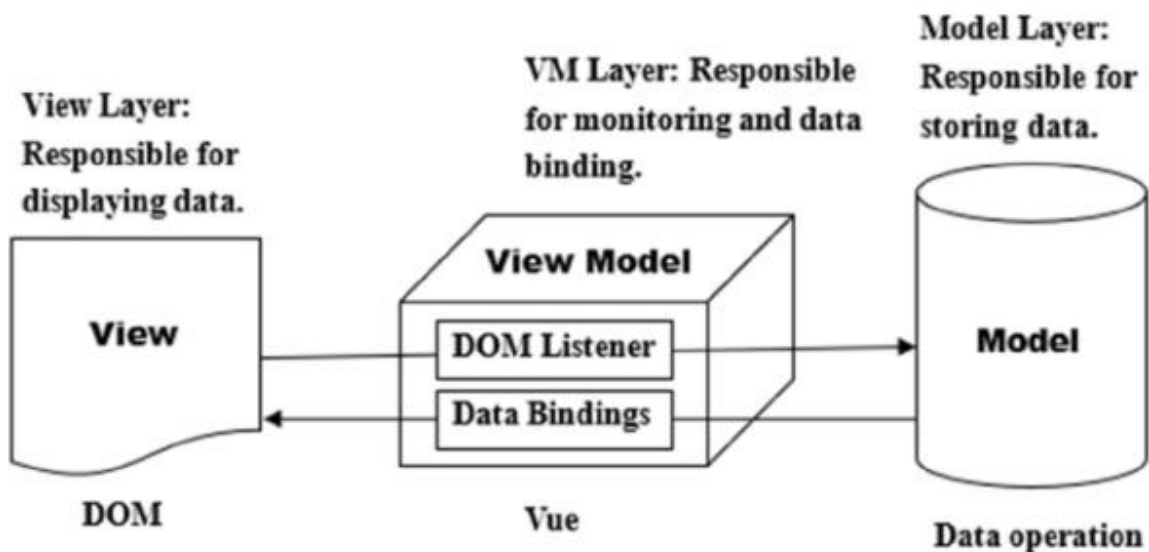 Model Layer:
Responsible for
storing data.
VM Layer: Responsible
for monitoring and data
binding.
View Layer:
Responsible for
displaying data.
View Model
View
DOM Listener
Model
Data Bindings
DOM
Vue
Data operation